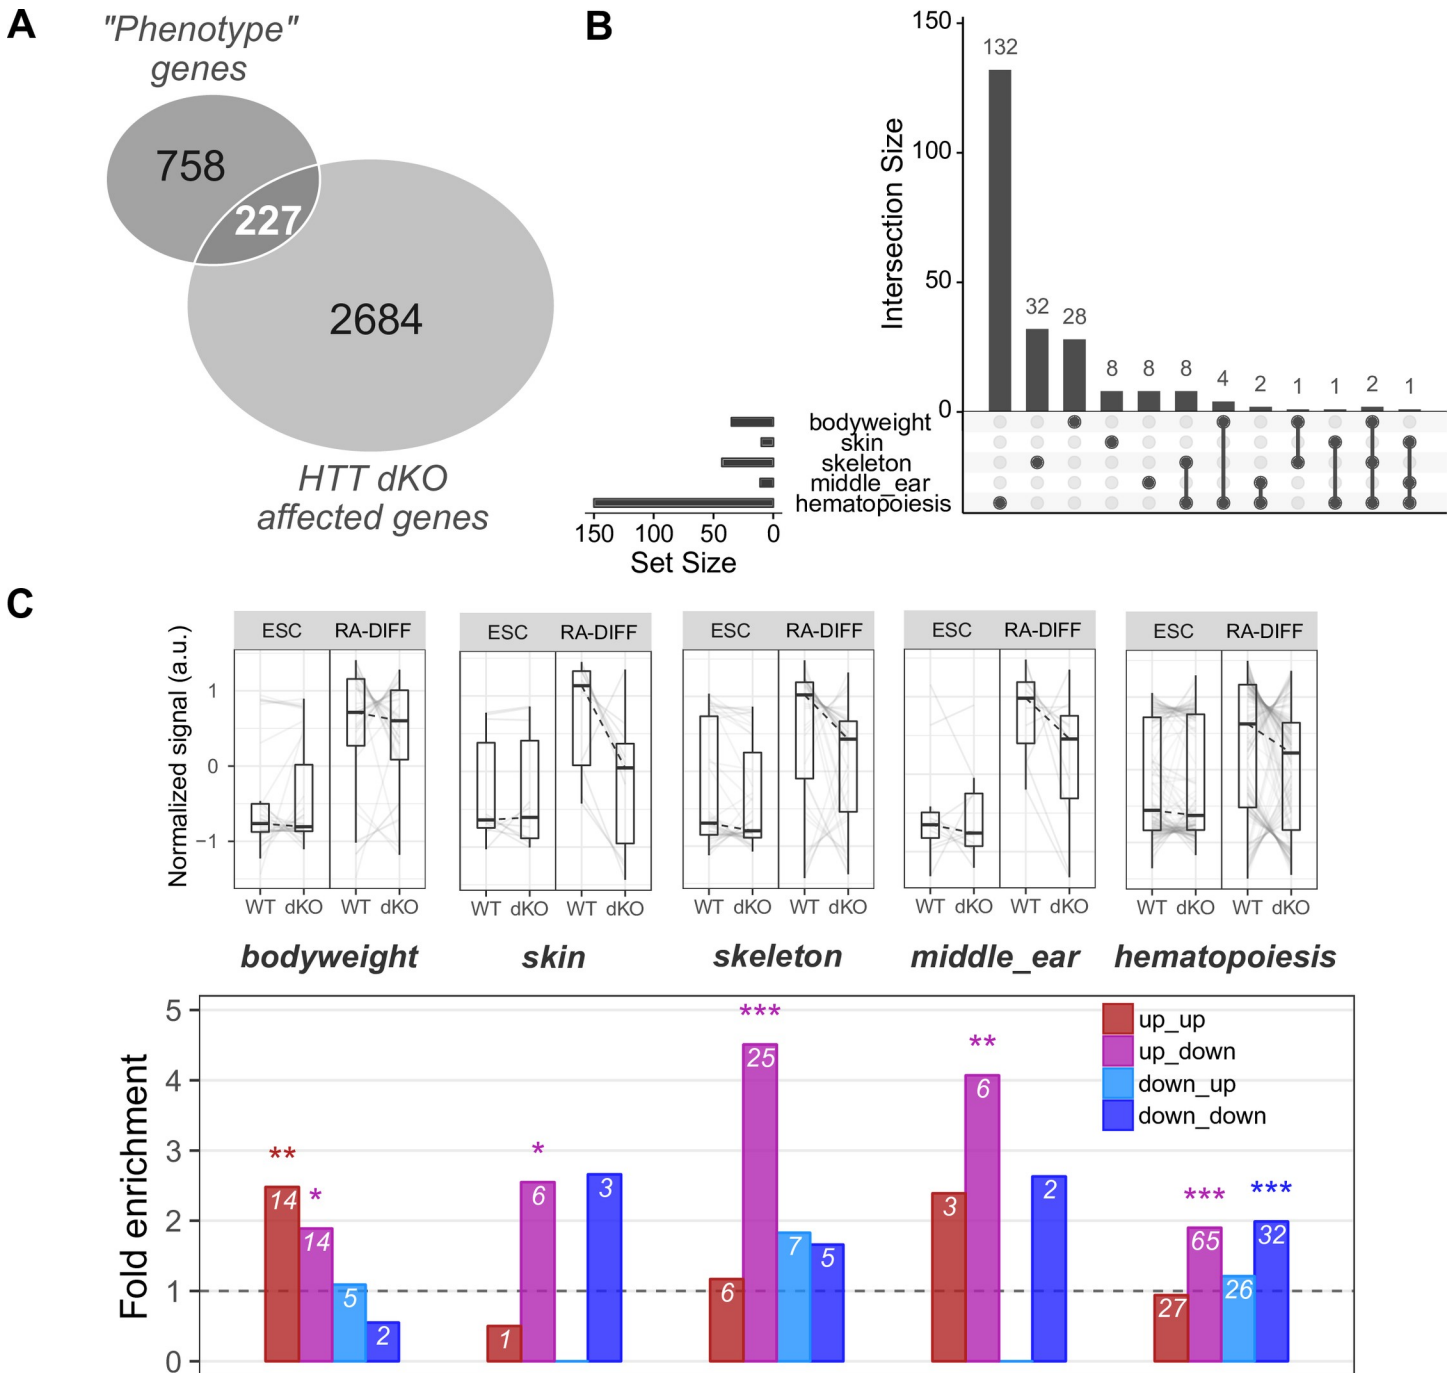 A
"Phenotype"
genes
758
227
2684
HTT dKO
affected genes
B
Intersection Size
150
100
50
0
132
32
28
8
8
8
4
2
1
1
2
1
bodyweight
skin
skeleton
middle_ear
hematopoiesis
150 100 50 0
Set Size
C
Normalized signal (a.u.)
1
0
−1
ESC RA-DIFF
ESC RA-DIFF
ESC RA-DIFF
ESC RA-DIFF
ESC RA-DIFF
WT dKO WT dKO
WT dKO WT dKO
WT dKO WT dKO
WT dKO WT dKO
WT dKO WT dKO
bodyweight
skin
skeleton
middle_ear
hematopoiesis
Fold enrichment
5
4
3
2
1
0
**
14
*
14
5
2
1
*
6
3
6
***
25
7
5
3
**
6
2
27
***
65
26
***
32
up_up
up_down
down_up
down_down